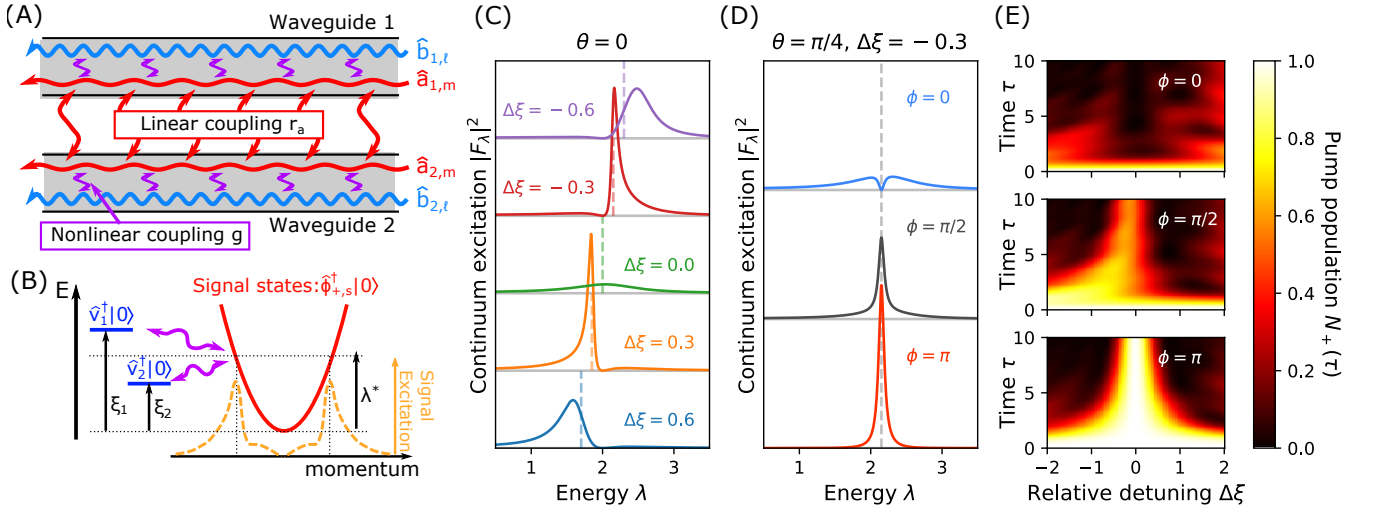 (A)
Waveguide 1
b̂1,ℓ
â1,m
Linear coupling ra
â2,m
b̂2,ℓ
Waveguide 2
Nonlinear coupling g
(B)
E
Signal states:ϕ̂†+,s|0⟩
v̂†1|0⟩
v̂†2|0⟩
ξ1
ξ2
λ*
Signal
Excitation
momentum
(C)
θ = 0
Continuum excitation |Fλ|²
Δξ = − 0.6
Δξ = − 0.3
Δξ = 0.0
Δξ = 0.3
Δξ = 0.6
1 2 3
Energy λ
(D)
θ = π/4, Δξ = − 0.3
Continuum excitation |Fλ|²
ϕ = 0
ϕ = π/2
ϕ = π
1 2 3
Energy λ
(E)
Time τ
10
5
0
ϕ = 0
Time τ
10
5
0
ϕ = π/2
Time τ
10
5
0
ϕ = π
−2 −1 0 1 2
Relative detuning Δξ
1.0
0.8
0.6
0.4
0.2
0.0
Pump population N+(τ)